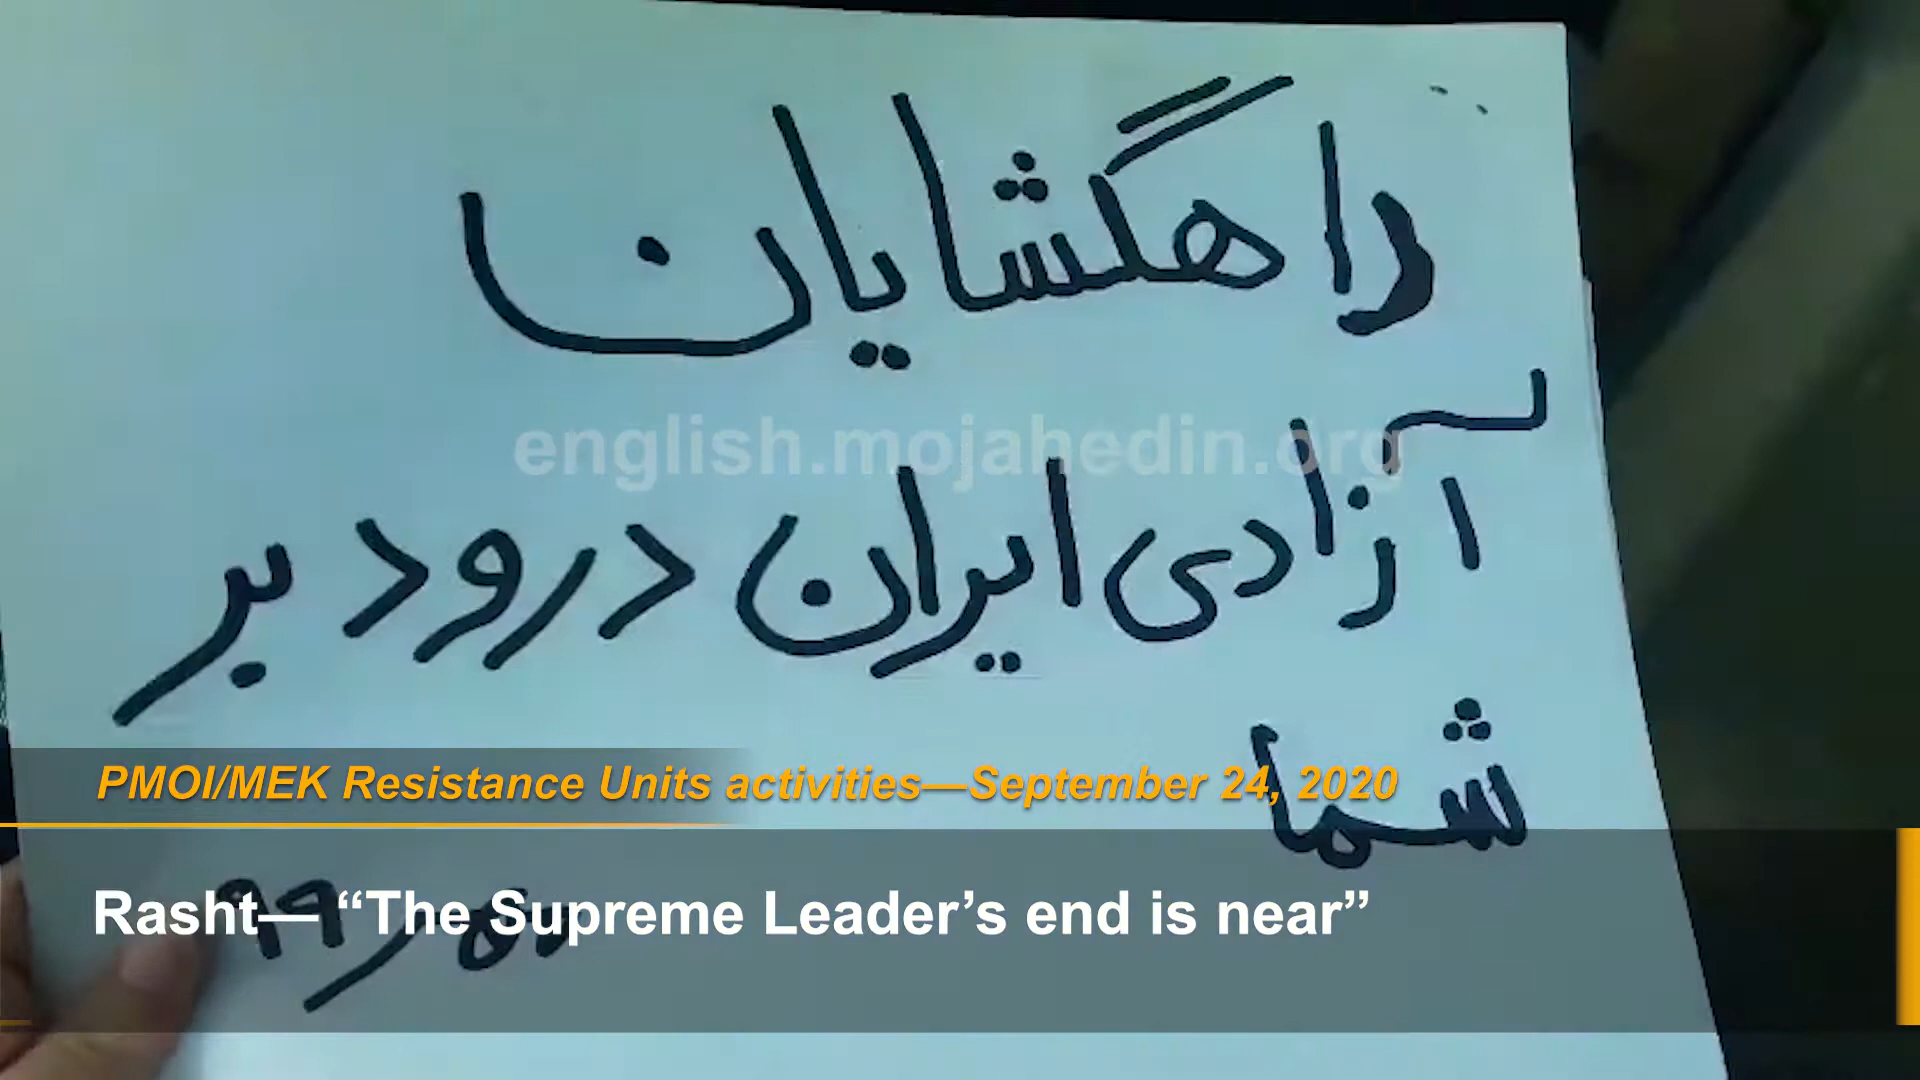 راهگشایان
english.mojahedin.org
آزادی ایران درود بر
شما
PMOI/MEK Resistance Units activities—September 24, 2020
Rasht— “The Supreme Leader’s end is near”